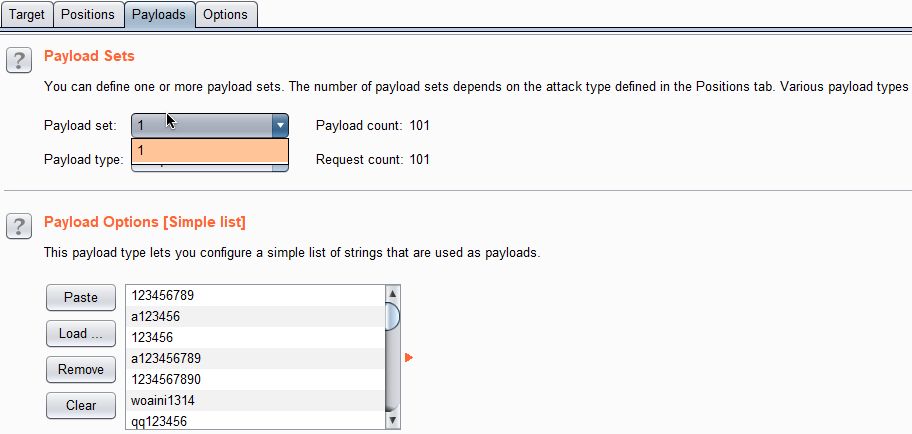 Target Positions Payloads Options
? Payload Sets
You can define one or more payload sets. The number of payload sets depends on the attack type defined in the Positions tab. Various payload types
Payload set: 1 Payload count: 101
1
Payload type: Request count: 101
? Payload Options [Simple list]
This payload type lets you configure a simple list of strings that are used as payloads.
Paste 123456789
a123456
Load ... 123456
a123456789
Remove 1234567890
woaini1314
Clear qq123456